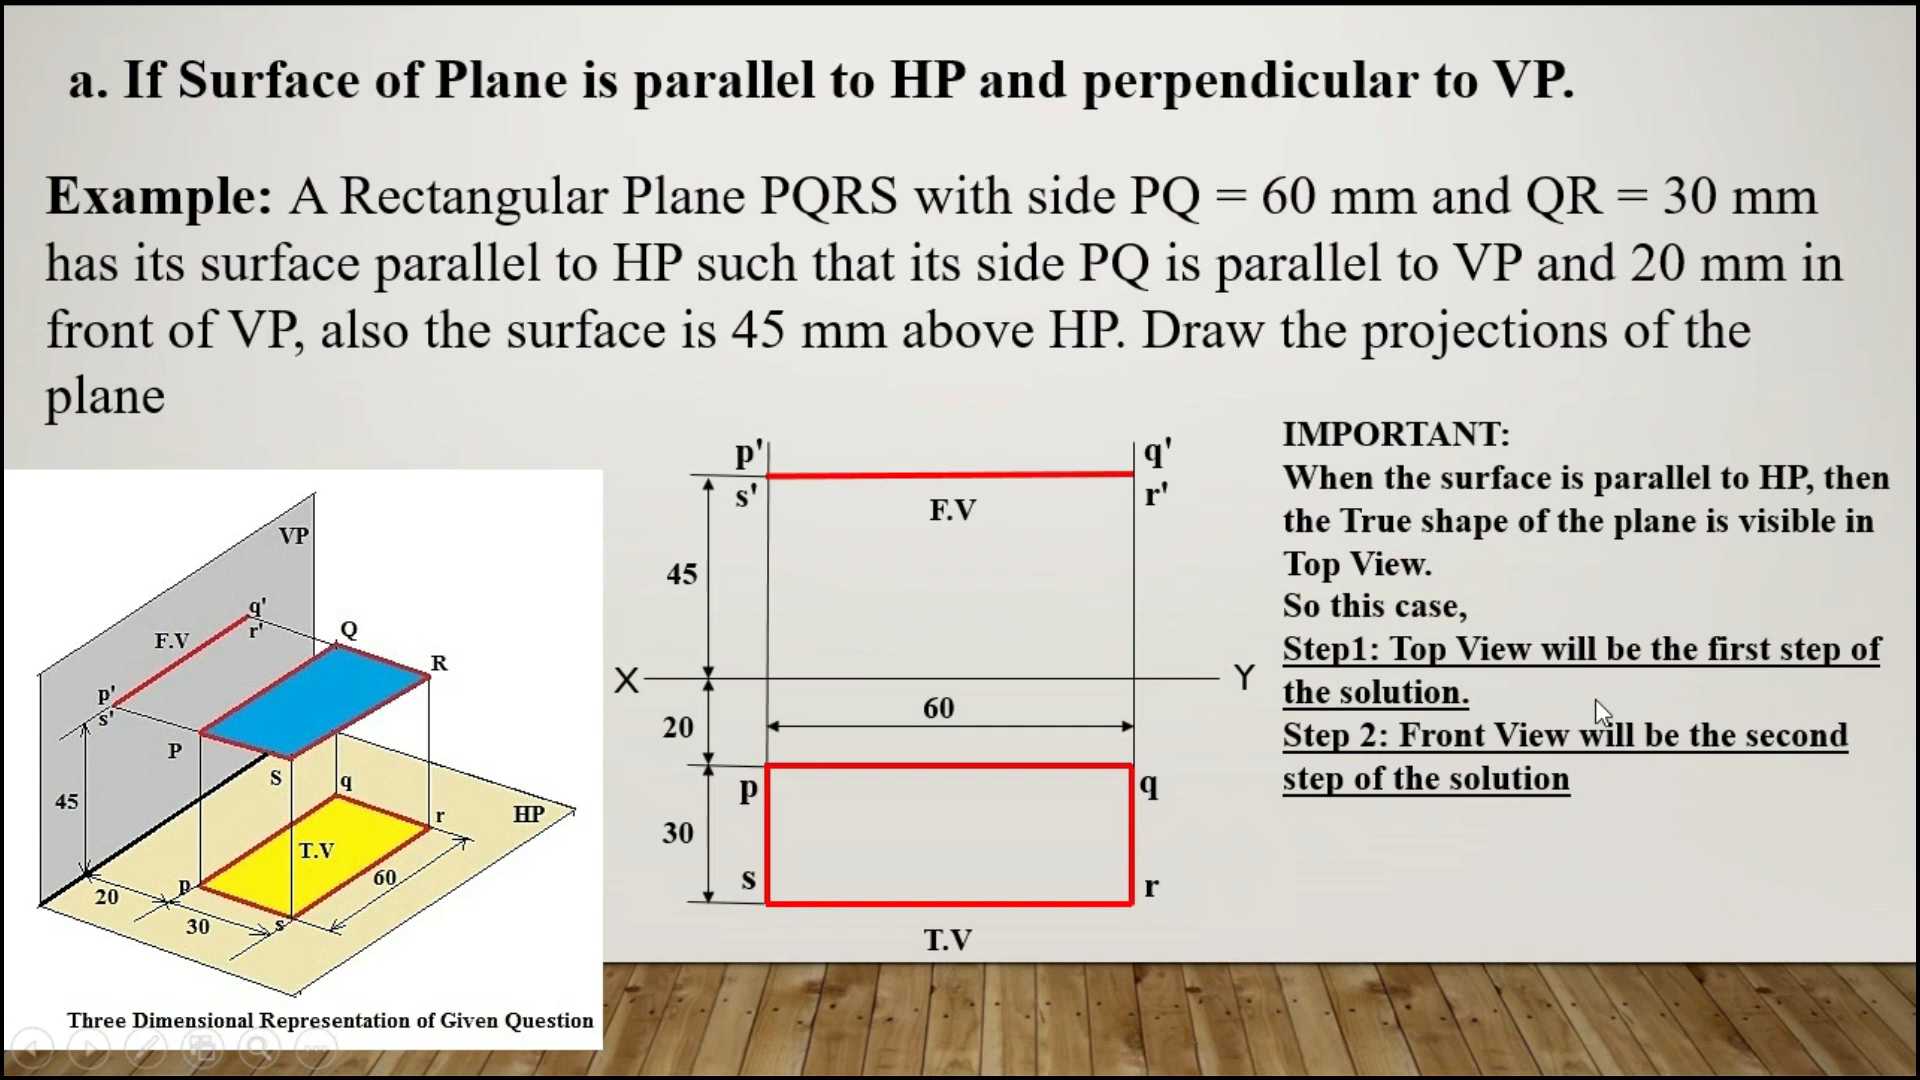 a. If Surface of Plane is parallel to HP and perpendicular to VP.
Example: A Rectangular Plane PQRS with side PQ = 60 mm and QR = 30 mm
has its surface parallel to HP such that its side PQ is parallel to VP and 20 mm in
front of VP, also the surface is 45 mm above HP. Draw the projections of the
plane
VP
q'
r'
F.V
Q
R
p'
s'
P
S
q
45
HP
r
T.V
60
p
20
30
s
Three Dimensional Representation of Given Question
p'
q'
s'
r'
F.V
45
X
Y
60
20
p
q
30
s
r
T.V
IMPORTANT:
When the surface is parallel to HP, then
the True shape of the plane is visible in
Top View.
So this case,
Step1: Top View will be the first step of
the solution.
Step 2: Front View will be the second
step of the solution